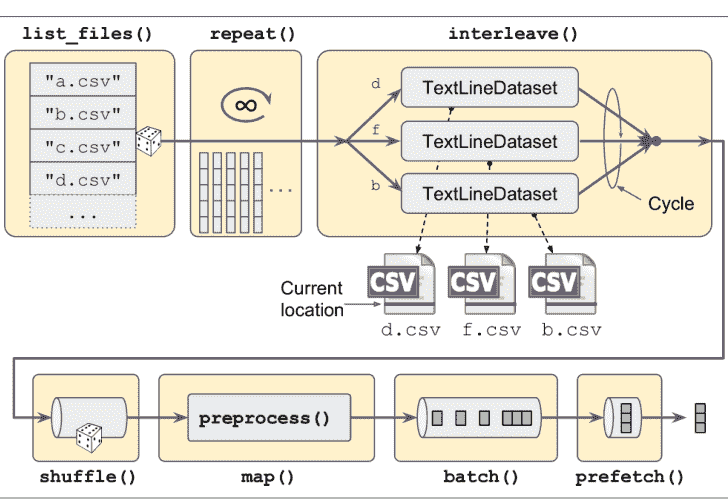 list_files()
repeat()
interleave()
"a.csv"
"b.csv"
"c.csv"
"d.csv"
...
∞
...
d
f
b
TextLineDataset
TextLineDataset
TextLineDataset
Cycle
Current
location
CSV
CSV
CSV
d.csv
f.csv
b.csv
preprocess()
shuffle()
map()
batch()
prefetch()